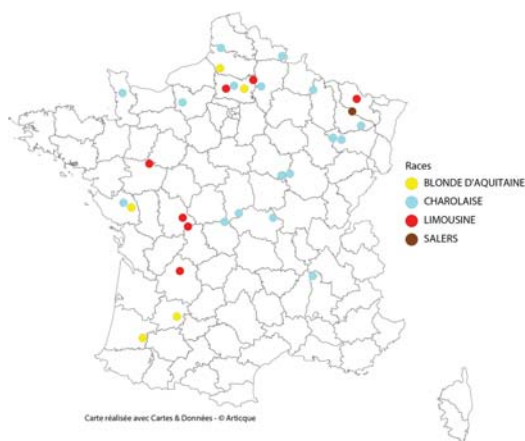 Races
BLONDE D'AQUITAINE
CHAROLAISE
LIMOUSINE
SALERS
Carte réalisée avec Cartes & Données - © Articque